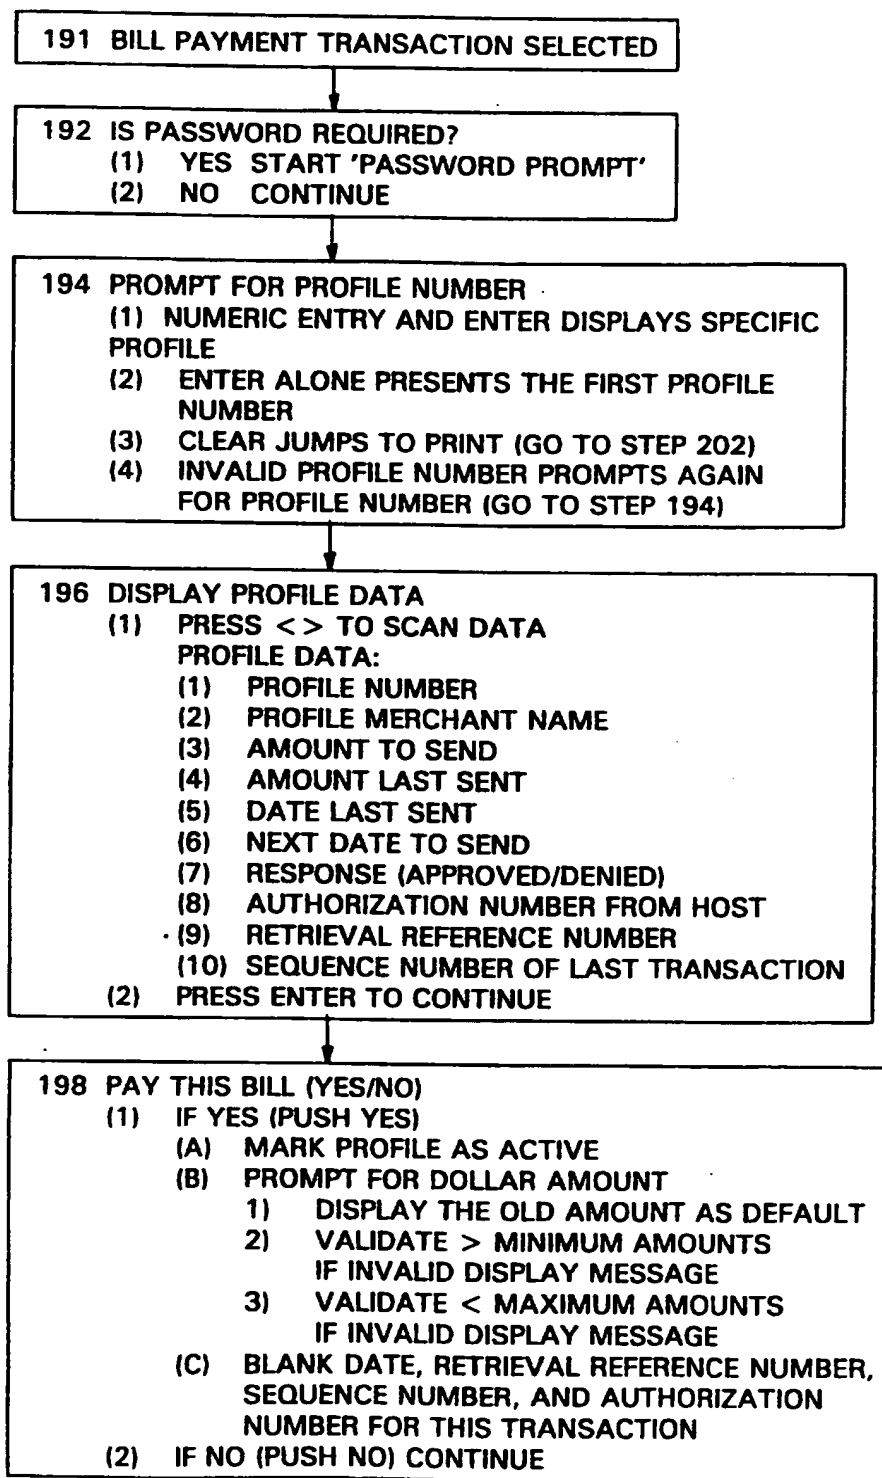 191 BILL PAYMENT TRANSACTION SELECTED
192 IS PASSWORD REQUIRED?
(1) YES START 'PASSWORD PROMPT'
(2) NO CONTINUE
194 PROMPT FOR PROFILE NUMBER
(1) NUMERIC ENTRY AND ENTER DISPLAYS SPECIFIC
PROFILE
(2) ENTER ALONE PRESENTS THE FIRST PROFILE
NUMBER
(3) CLEAR JUMPS TO PRINT (GO TO STEP 202)
(4) INVALID PROFILE NUMBER PROMPTS AGAIN
FOR PROFILE NUMBER (GO TO STEP 194)
196 DISPLAY PROFILE DATA
(1) PRESS < > TO SCAN DATA
PROFILE DATA:
(1) PROFILE NUMBER
(2) PROFILE MERCHANT NAME
(3) AMOUNT TO SEND
(4) AMOUNT LAST SENT
(5) DATE LAST SENT
(6) NEXT DATE TO SEND
(7) RESPONSE (APPROVED/DENIED)
(8) AUTHORIZATION NUMBER FROM HOST
(9) RETRIEVAL REFERENCE NUMBER
(10) SEQUENCE NUMBER OF LAST TRANSACTION
(2) PRESS ENTER TO CONTINUE
198 PAY THIS BILL (YES/NO)
(1) IF YES (PUSH YES)
(A) MARK PROFILE AS ACTIVE
(B) PROMPT FOR DOLLAR AMOUNT
1) DISPLAY THE OLD AMOUNT AS DEFAULT
2) VALIDATE > MINIMUM AMOUNTS
IF INVALID DISPLAY MESSAGE
3) VALIDATE < MAXIMUM AMOUNTS
IF INVALID DISPLAY MESSAGE
(C) BLANK DATE, RETRIEVAL REFERENCE NUMBER,
SEQUENCE NUMBER, AND AUTHORIZATION
NUMBER FOR THIS TRANSACTION
(2) IF NO (PUSH NO) CONTINUE